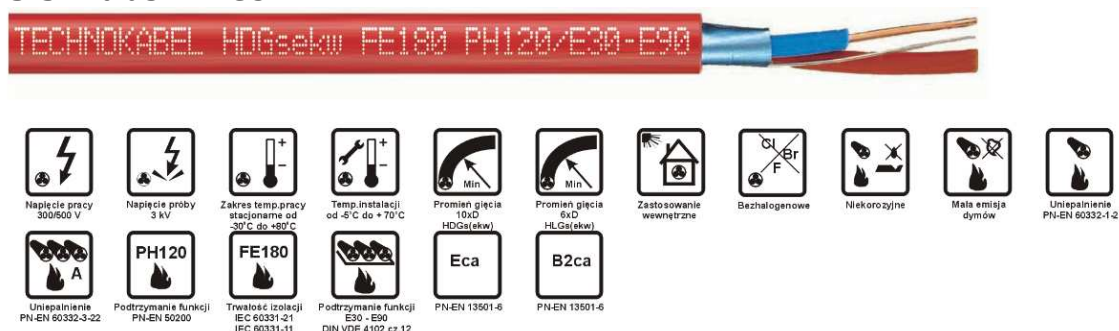 TECHNOKABEL HDGsekw FE180 PH120/E30-E90
Napięcie pracy
300/500 V
Napięcie próby
3 kV
+
−
Zakres temp.pracy
stacjonarne od
-30°C do +80°C
+
−
Temp.instalacji
od -5°C do + 70°C
Min
Promień gięcia
10xD
HDGs(ekw)
Min
Promień gięcia
6xD
HLGs(ekw)
Zastosowanie
wewnętrzne
Cl
Br
F
Bezhalogenowe
Niekorozyjne
Mała emisja
dymów
Uniepalnienie
PN-EN 60332-1-2
A
Uniepalnienie
PN-EN 60332-3-22
PH120
Podtrzymanie funkcji
PN-EN 50200
FE180
Trwałość izolacji
IEC 60331-21
IEC 60331-11
Podtrzymanie funkcji
E30 - E90
DIN VDE 4102 cz.12
Eca
PN-EN 13501-6
B2ca
PN-EN 13501-6